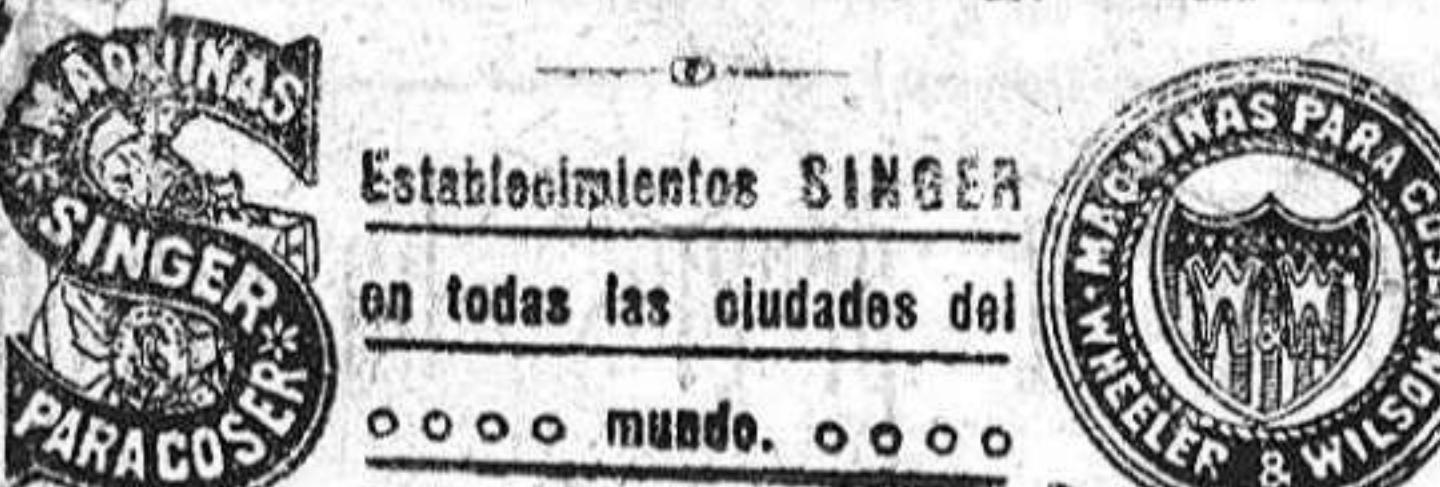 MAQUINAS
SINGER
PARA COSER
Establecimientos SINGER
en todas las ciudades del
o o o o mundo. o o o o
MAQUINAS PARA COSER
WHEELER & WILSON
W & W